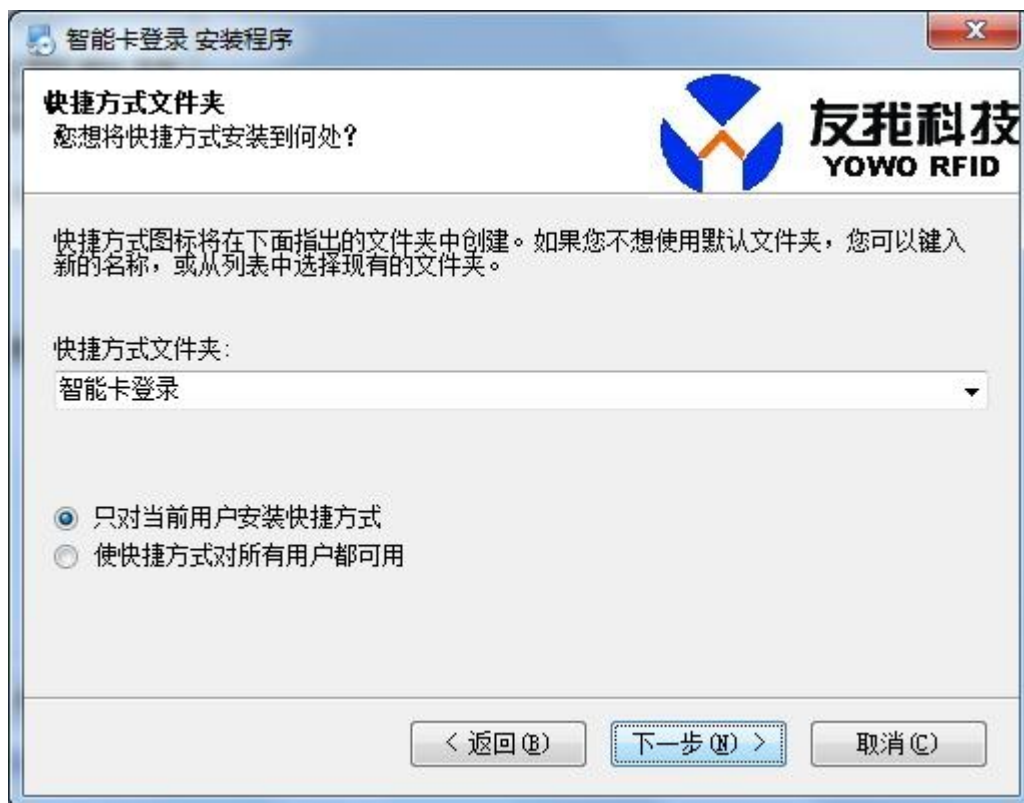 智能卡登录 安装程序
快捷方式文件夹
您想将快捷方式安装到何处?
友我科技
YOWO RFID
快捷方式图标将在下面指出的文件夹中创建。如果您不想使用默认文件夹,您可以键入
新的名称,或从列表中选择现有的文件夹。
快捷方式文件夹:
智能卡登录
只对当前用户安装快捷方式
使快捷方式对所有用户都可用
< 返回(B)
下一步(N) >
取消(C)